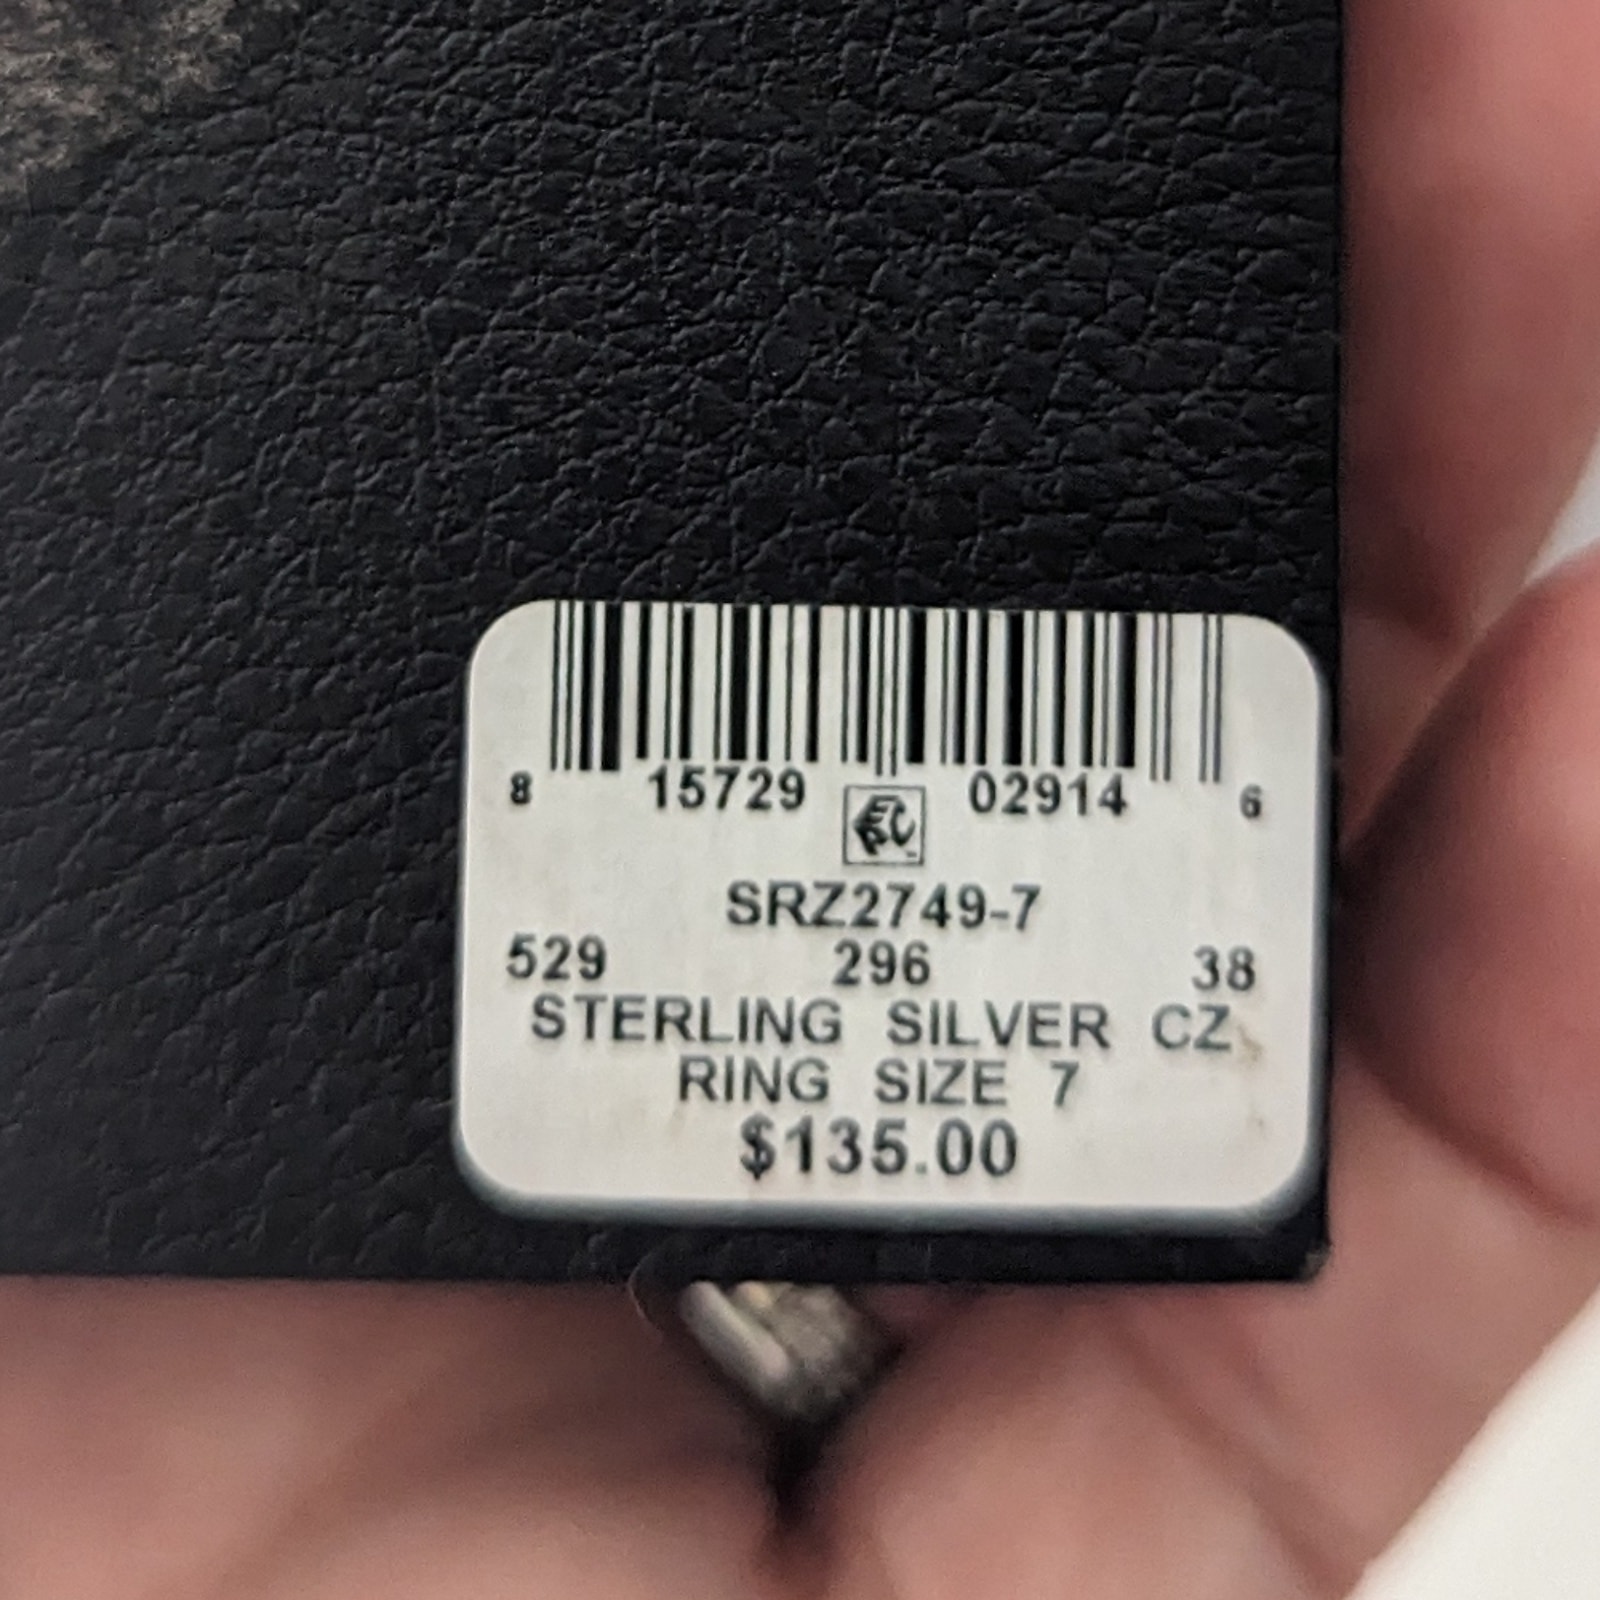 8 15729 02914 6
SRZ2749-7
529 296 38
STERLING SILVER CZ
RING SIZE 7
$135.00